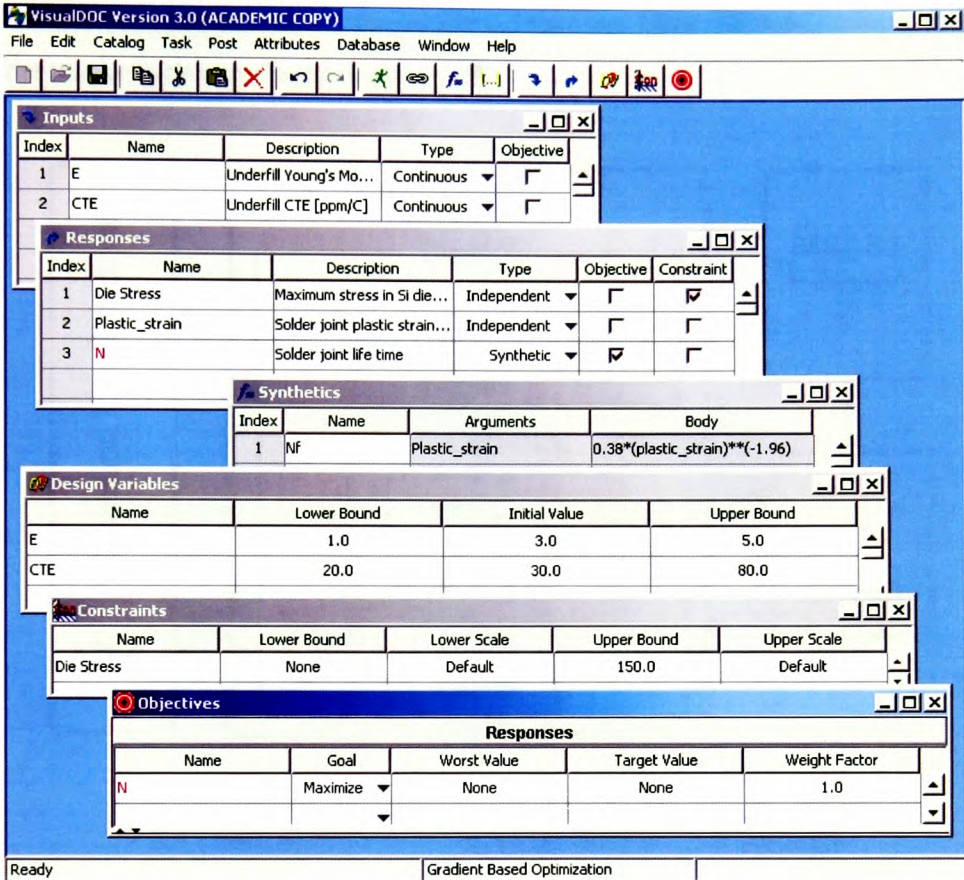 VisualDOC Version 3.0 (ACADEMIC COPY)
File Edit Catalog Task Post Attributes Database Window Help
Inputs
Index Name Description Type Objective
1 E Underfill Young's Mo... Continuous
2 CTE Underfill CTE [ppm/C] Continuous
Responses
Index Name Description Type Objective Constraint
1 Die Stress Maximum stress in Si die... Independent
2 Plastic_strain Solder joint plastic strain... Independent
3 N Solder joint life time Synthetic
Synthetics
Index Name Arguments Body
1 Nf Plastic_strain 0.38*(plastic_strain)**(-1.96)
Design Variables
Name Lower Bound Initial Value Upper Bound
E 1.0 3.0 5.0
CTE 20.0 30.0 80.0
Constraints
Name Lower Bound Lower Scale Upper Bound Upper Scale
Die Stress None Default 150.0 Default
Objectives
Responses
Name Goal Worst Value Target Value Weight Factor
N Maximize None None 1.0
Ready Gradient Based Optimization